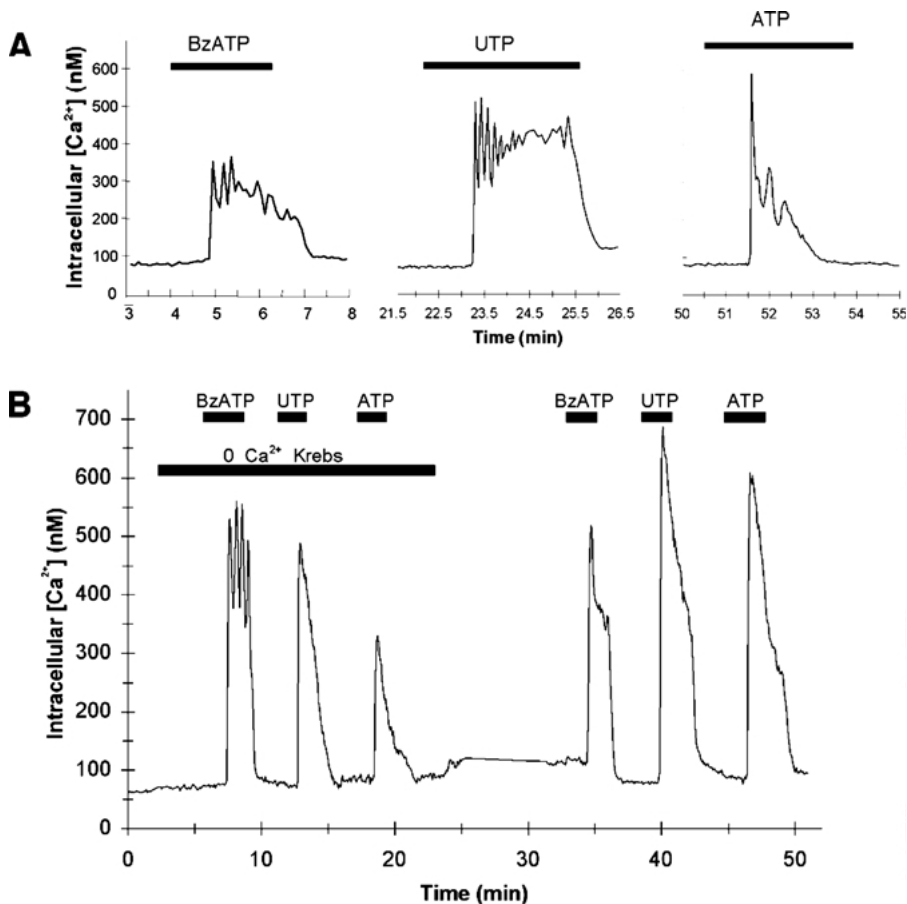 A
BzATP
UTP
ATP
Intracellular [Ca²⁺] (nM)
600
500
400
300
200
100
0
3 4 5 6 7 8
21.5 22.5 23.5 24.5 25.5 26.5
50 51 52 53 54 55
Time (min)
B
BzATP UTP ATP BzATP UTP ATP
0 Ca²⁺ Krebs
Intracellular [Ca²⁺] (nM)
700
600
500
400
300
200
100
0
0 10 20 30 40 50
Time (min)